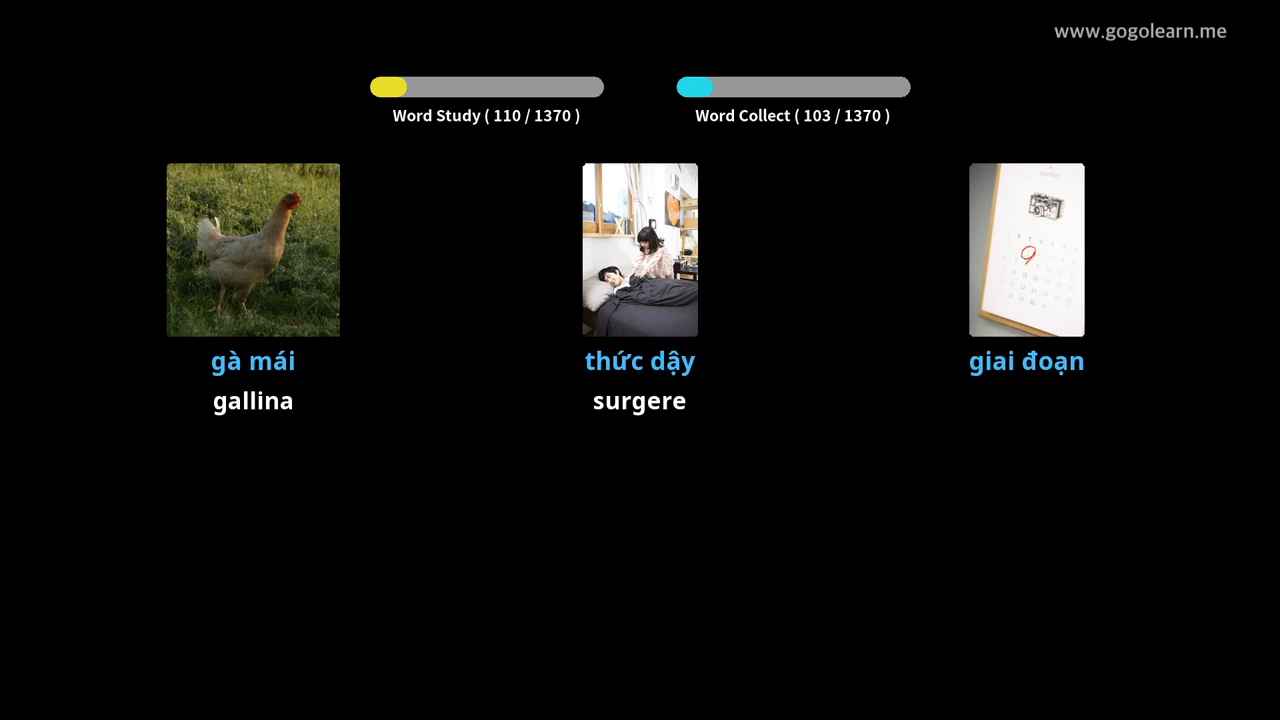 www.gogolearn.me
Word Study ( 110 / 1370 )
Word Collect ( 103 / 1370 )
gà mái
thức dậy
giai đoạn
gallina
surgere